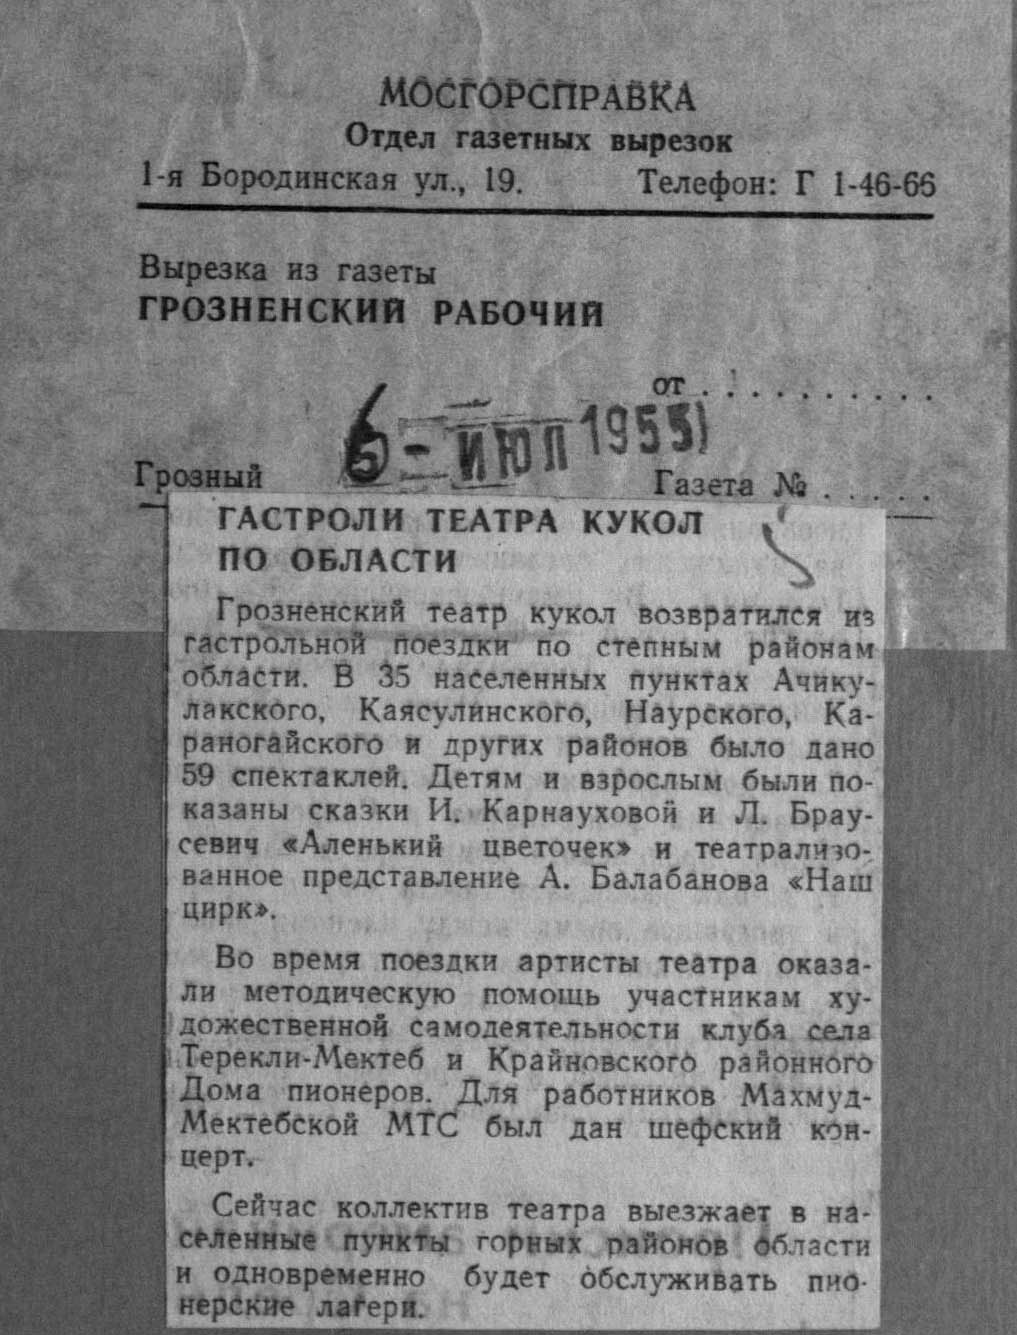 МОСГОРСПРАВКА
Отдел газетных вырезок
1-я Бородинская ул., 19. Телефон: Г 1-46-66
Вырезка из газеты
ГРОЗНЕНСКИЙ РАБОЧИЙ
от . . . . . . . . . .
- ИЮЛ 1955
Грозный Газета № . . . . .
ГАСТРОЛИ ТЕАТРА КУКОЛ
ПО ОБЛАСТИ
Грозненский театр кукол возвратился из
гастрольной поездки по степным районам
области. В 35 населенных пунктах Ачику-
лакского, Каясулинского, Наурского, Ка-
раногайского и других районов было дано
59 спектаклей. Детям и взрослым были по-
казаны сказки И. Карнауховой и Л. Брау-
севич «Аленький цветочек» и театрализо-
ванное представление А. Балабанова «Наш
цирк».
Во время поездки артисты театра оказа-
ли методическую помощь участникам ху-
дожественной самодеятельности клуба села
Терекли-Мектеб и Крайновского районного
Дома пионеров. Для работников Махмуд-
Мектебской МТС был дан шефский кон-
церт.
Сейчас коллектив театра выезжает в на-
селенные пункты горных районов области
и одновременно будет обслуживать пио-
нерские лагери.